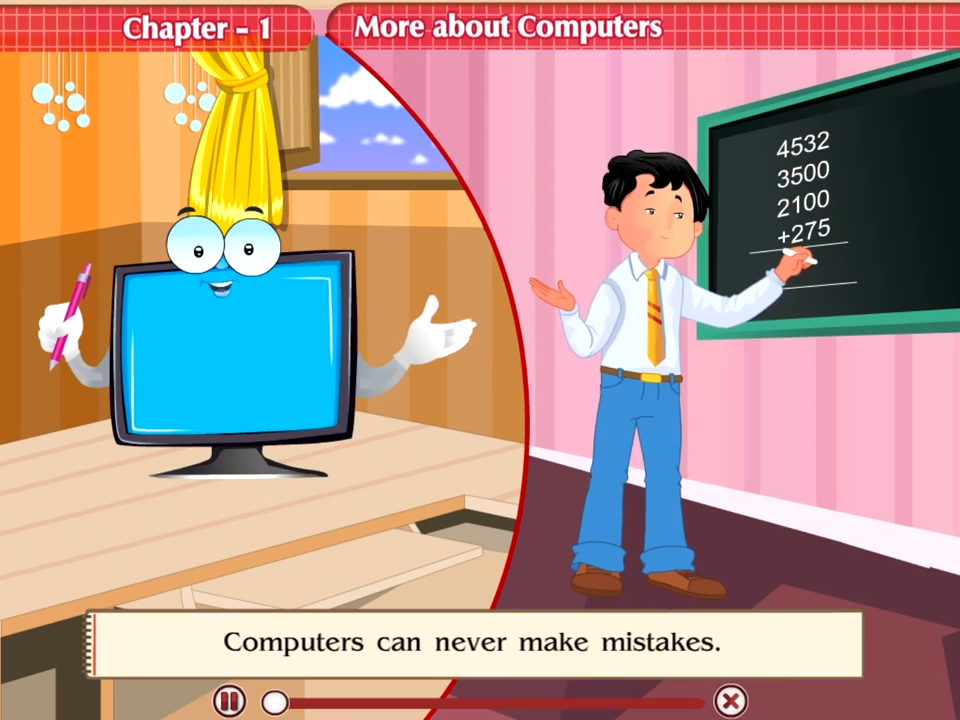 Chapter - 1
More about Computers
4532
3500
2100
+275
Computers can never make mistakes.